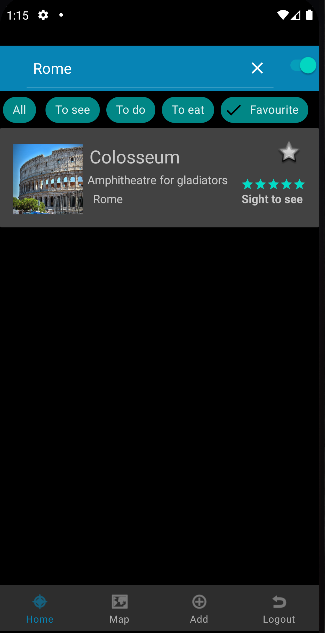 1:15
Rome
All To see To do To eat Favourite
Colosseum
Amphitheatre for gladiators
Rome Sight to see
Home Map Add Logout